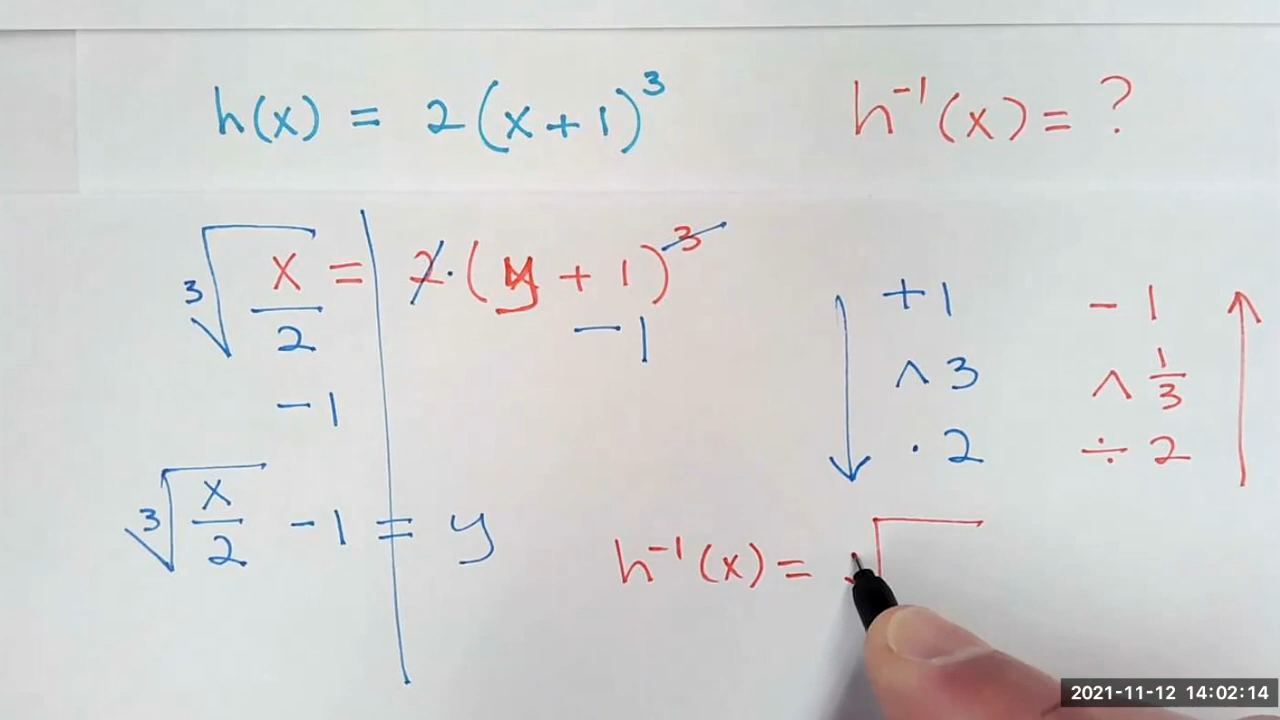 h(x) = 2(x+1)³ h⁻¹(x) = ?
∛(x/2) = 2·(y + 1)³
-1 -1
∛(x/2) - 1 = y
+1 -1
^3 ^1/3
·2 ÷2
h⁻¹(x) = √
2021-11-12 14:02:14